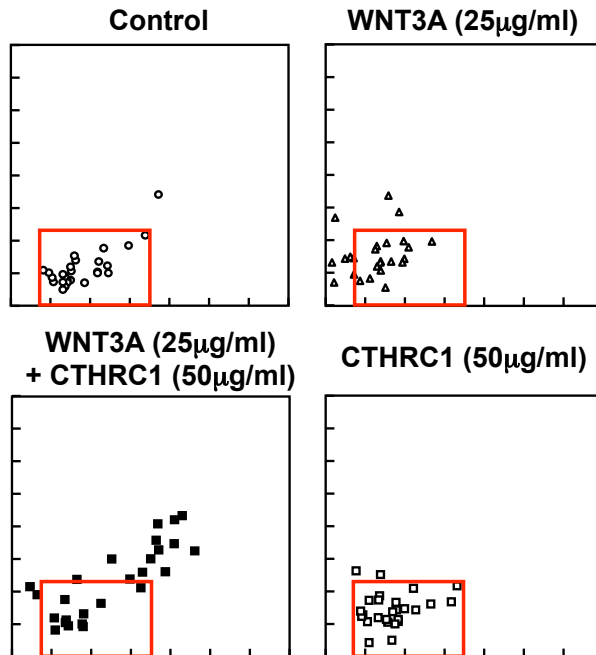 Control
WNT3A (25μg/ml)
WNT3A (25μg/ml)
+ CTHRC1 (50μg/ml)
CTHRC1 (50μg/ml)